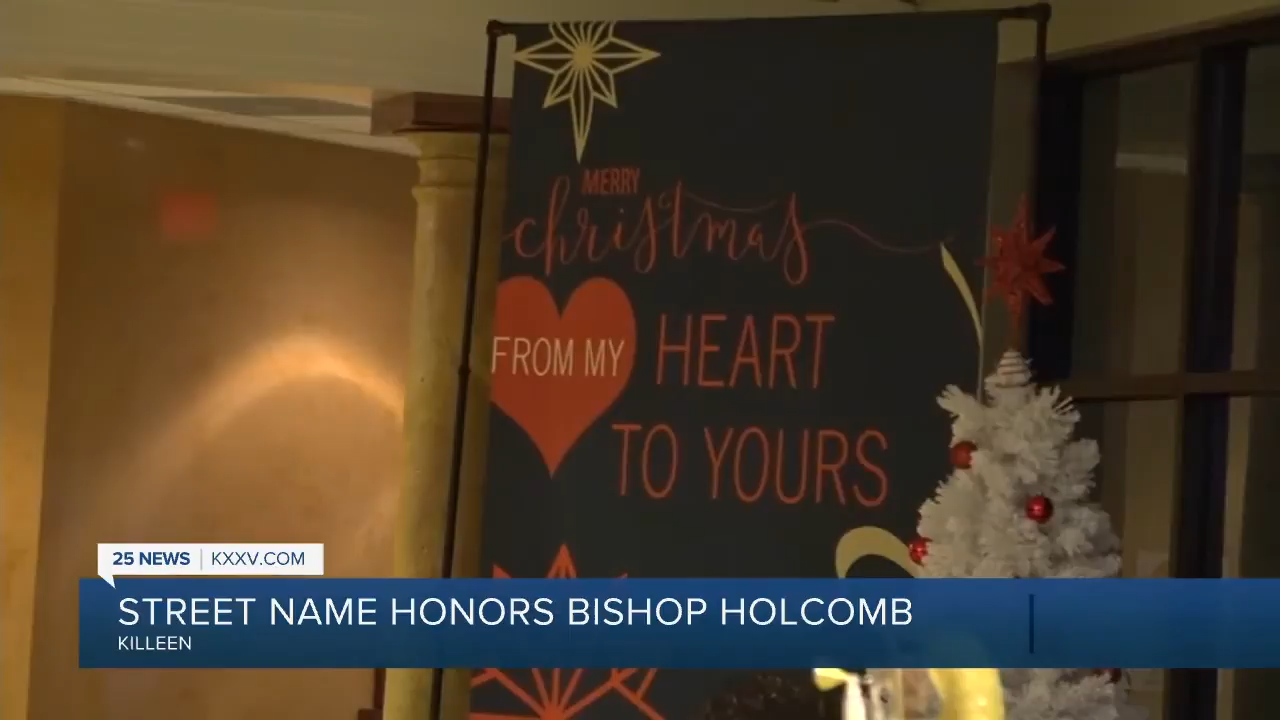 MERRY
christmas
FROM MY HEART
TO YOURS
25 NEWS | KXXV.COM
STREET NAME HONORS BISHOP HOLCOMB
KILLEEN